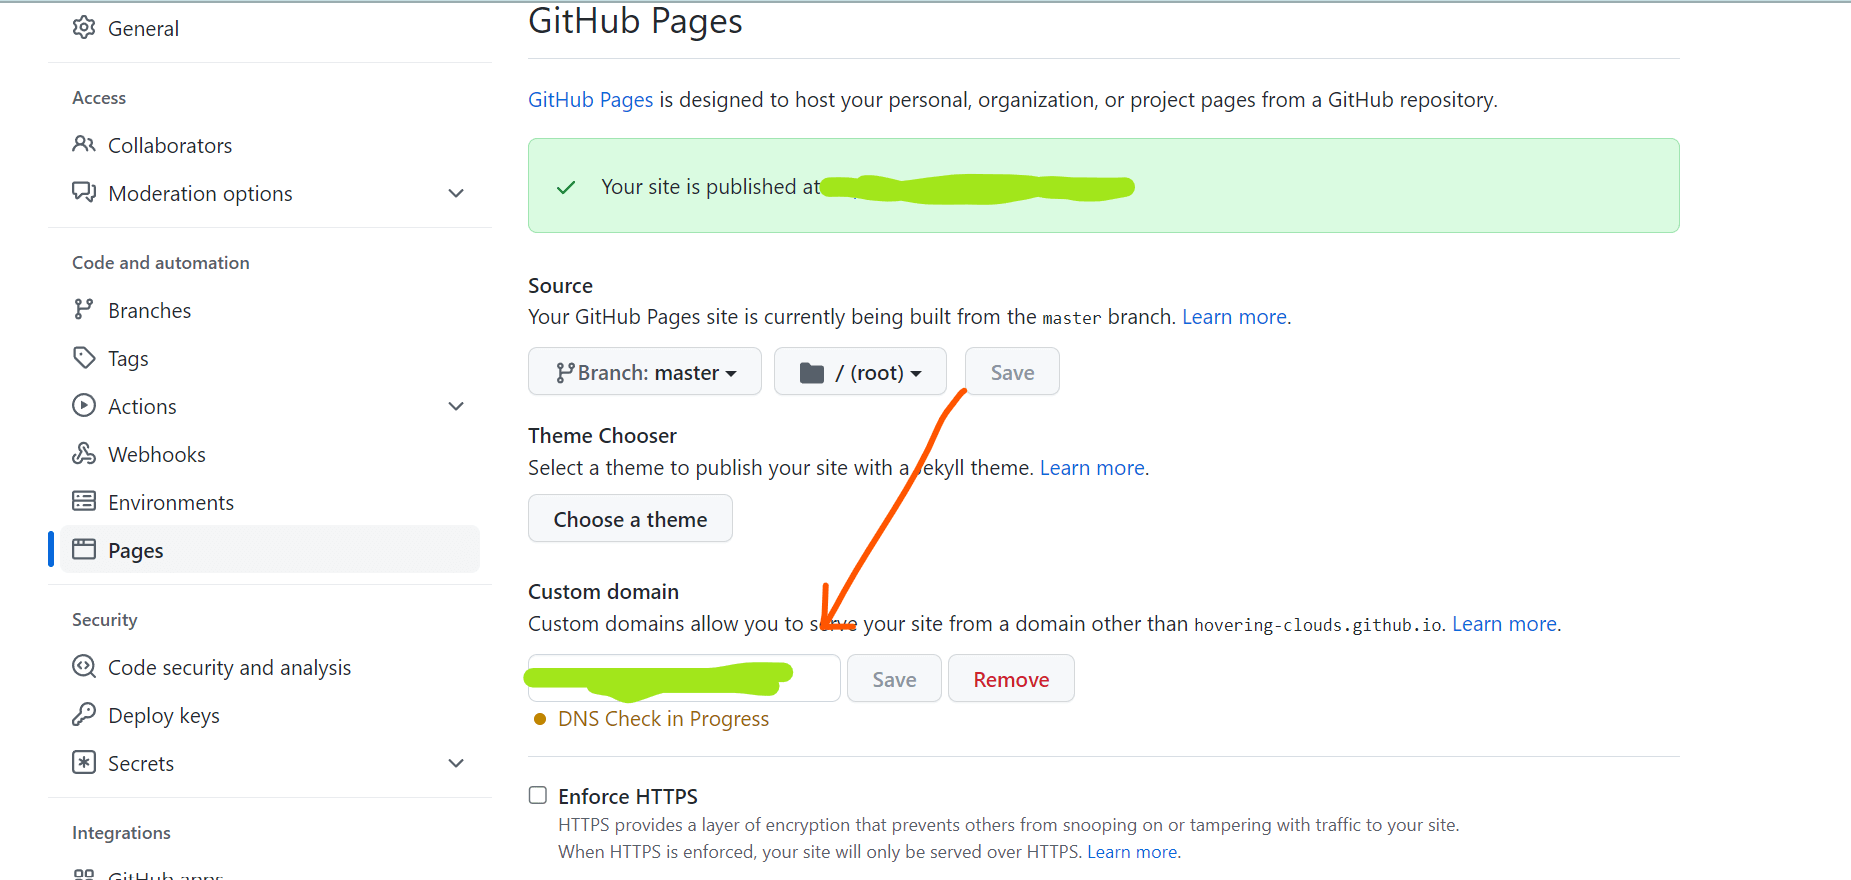 General
Access
Collaborators
Moderation options
Code and automation
Branches
Tags
Actions
Webhooks
Environments
Pages
Security
Code security and analysis
Deploy keys
Secrets
Integrations
GitHub apps
GitHub Pages
GitHub Pages is designed to host your personal, organization, or project pages from a GitHub repository.
Your site is published at
Source
Your GitHub Pages site is currently being built from the master branch. Learn more.
Branch: master
/ (root)
Save
Theme Chooser
Select a theme to publish your site with a Jekyll theme. Learn more.
Choose a theme
Custom domain
Custom domains allow you to serve your site from a domain other than hovering-clouds.github.io. Learn more.
Save
Remove
DNS Check in Progress
Enforce HTTPS
HTTPS provides a layer of encryption that prevents others from snooping on or tampering with traffic to your site.
When HTTPS is enforced, your site will only be served over HTTPS. Learn more.